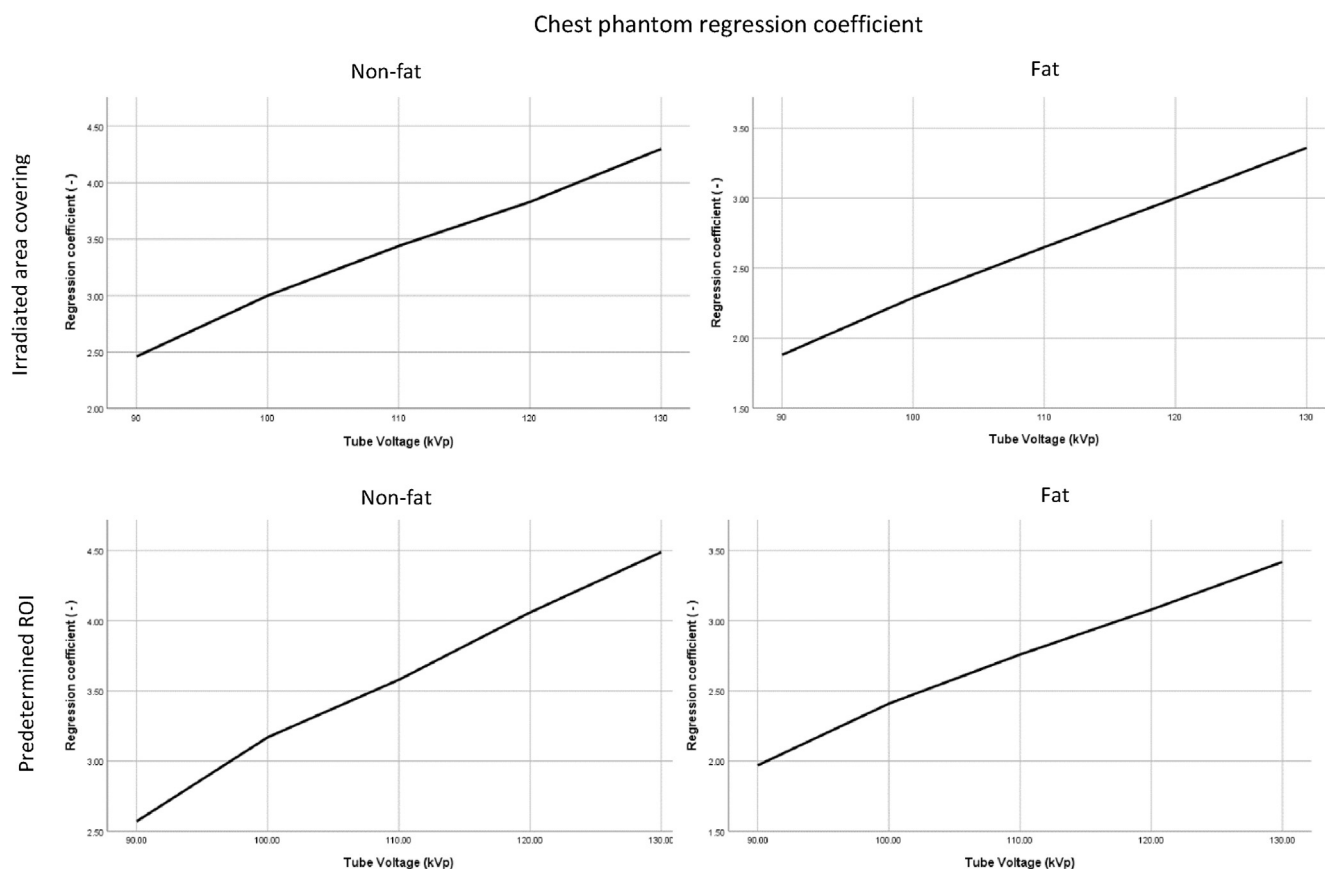 Chest phantom regression coefficient
Non-fat
Fat
Irradiated area covering
Regression coefficient (-)
4.50
4.00
3.50
3.00
2.50
2.00
90
100
110
120
130
Tube Voltage (kVp)
Regression coefficient (-)
3.50
3.00
2.50
2.00
1.50
90
100
110
120
130
Tube Voltage (kVp)
Non-fat
Fat
Predetermined ROI
Regression coefficient (-)
4.50
4.00
3.50
3.00
2.50
90.00
100.00
110.00
120.00
130.00
Tube Voltage (kVp)
Regression coefficient (-)
3.50
3.00
2.50
2.00
1.50
90.00
100.00
110.00
120.00
130.00
Tube Voltage (kVp)